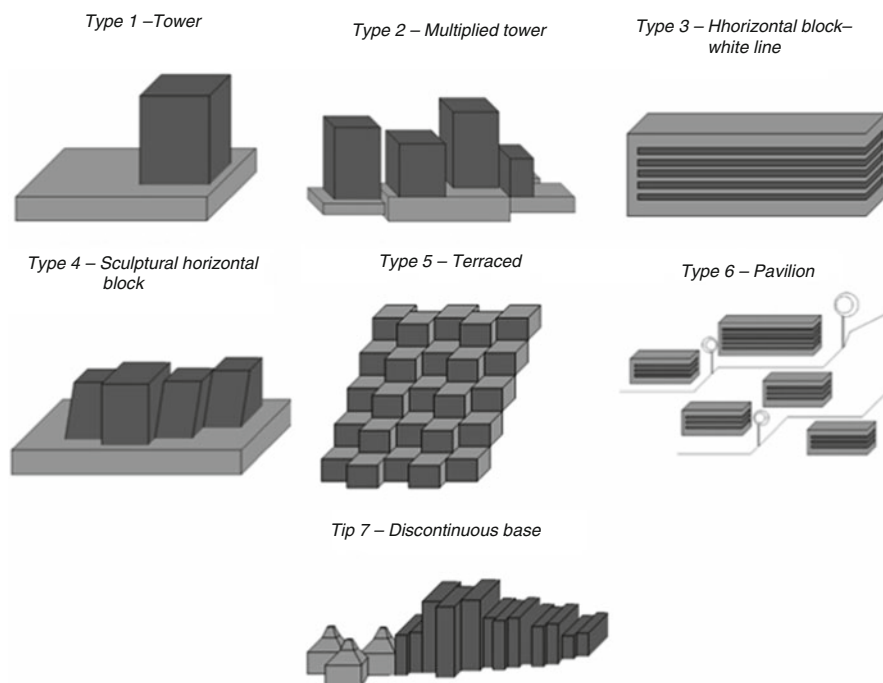 Type 1 –Tower
Type 2 – Multiplied tower
Type 3 – Hhorizontal block–
white line
Type 4 – Sculptural horizontal
block
Type 5 – Terraced
Type 6 – Pavilion
Tip 7 – Discontinuous base